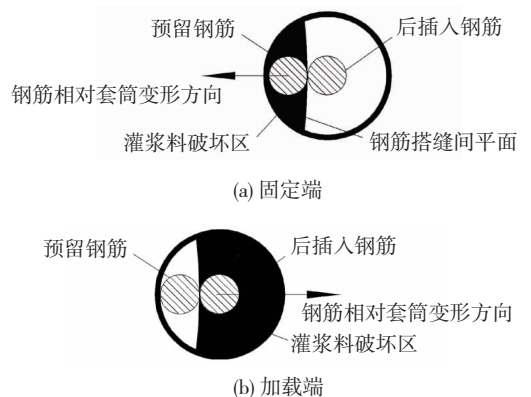 预留钢筋
后插入钢筋
钢筋相对套筒变形方向
灌浆料破坏区
钢筋搭缝间平面
(a) 固定端
预留钢筋
后插入钢筋
钢筋相对套筒变形方向
灌浆料破坏区
(b) 加载端